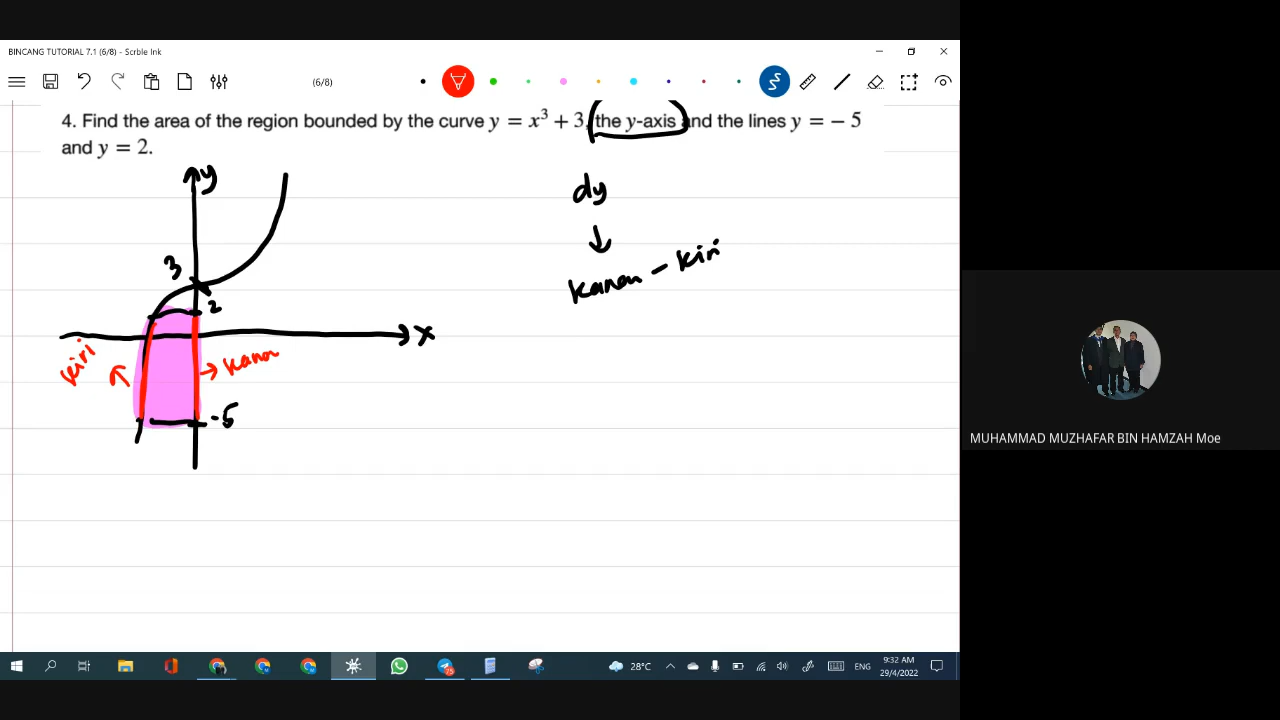 BINCANG TUTORIAL 7.1 (6/8) - Scrble Ink
(6/8)
4. Find the area of the region bounded by the curve y = x³ + 3, the y-axis and the lines y = − 5
and y = 2.
y
dy
3
kanan - kiri
2
x
kiri
→ kanan
-5
MUHAMMAD MUZHAFAR BIN HAMZAH Moe
28°C
ENG
9:32 AM
29/4/2022